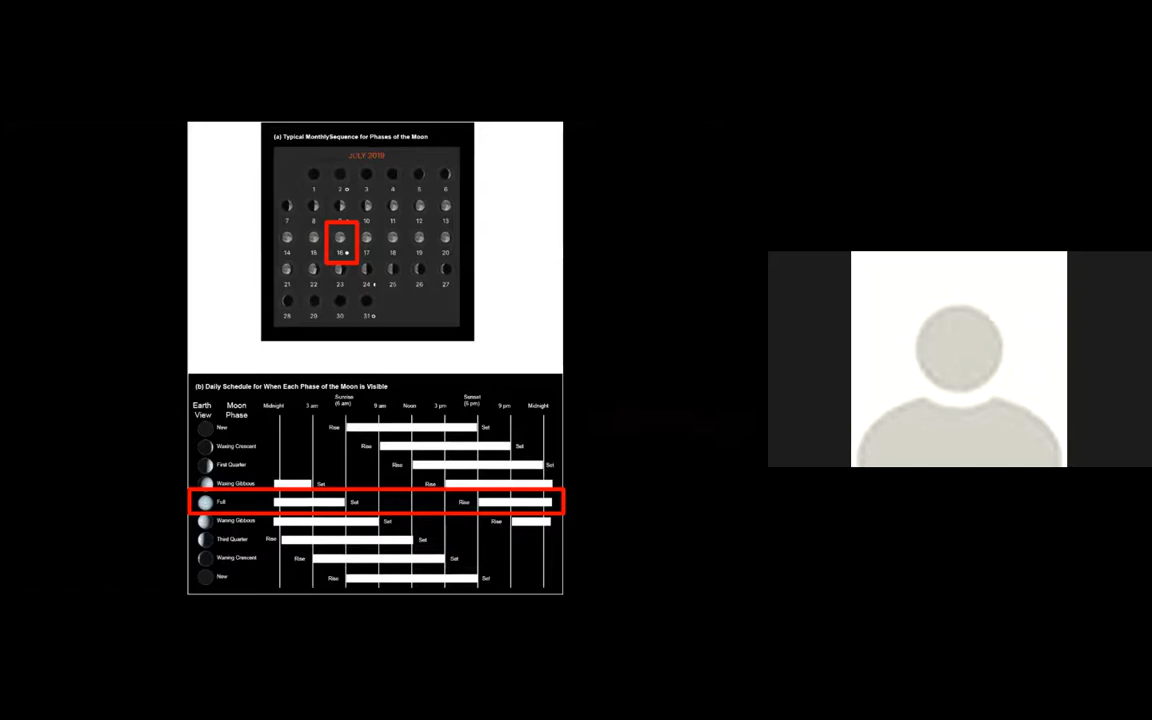 (a) Typical MonthlySequence for Phases of the Moon
JULY 2019
1 2 3 4 5 6
7 8 9 10 11 12 13
14 15 16 17 18 19 20
21 22 23 24 25 26 27
28 29 30 31
(b) Daily Schedule for When Each Phase of the Moon is Visible
Earth View Moon Phase Midnight 3 am Sunrise (6 am) 9 am Noon 3 pm Sunset (6 pm) 9 pm Midnight
New Rise Set
Waxing Crescent Rise Set
First Quarter Rise Set
Waxing Gibbous Set Rise
Full Set Rise
Waning Gibbous Set Rise
Third Quarter Rise Set
Waning Crescent Rise Set
New Rise Set